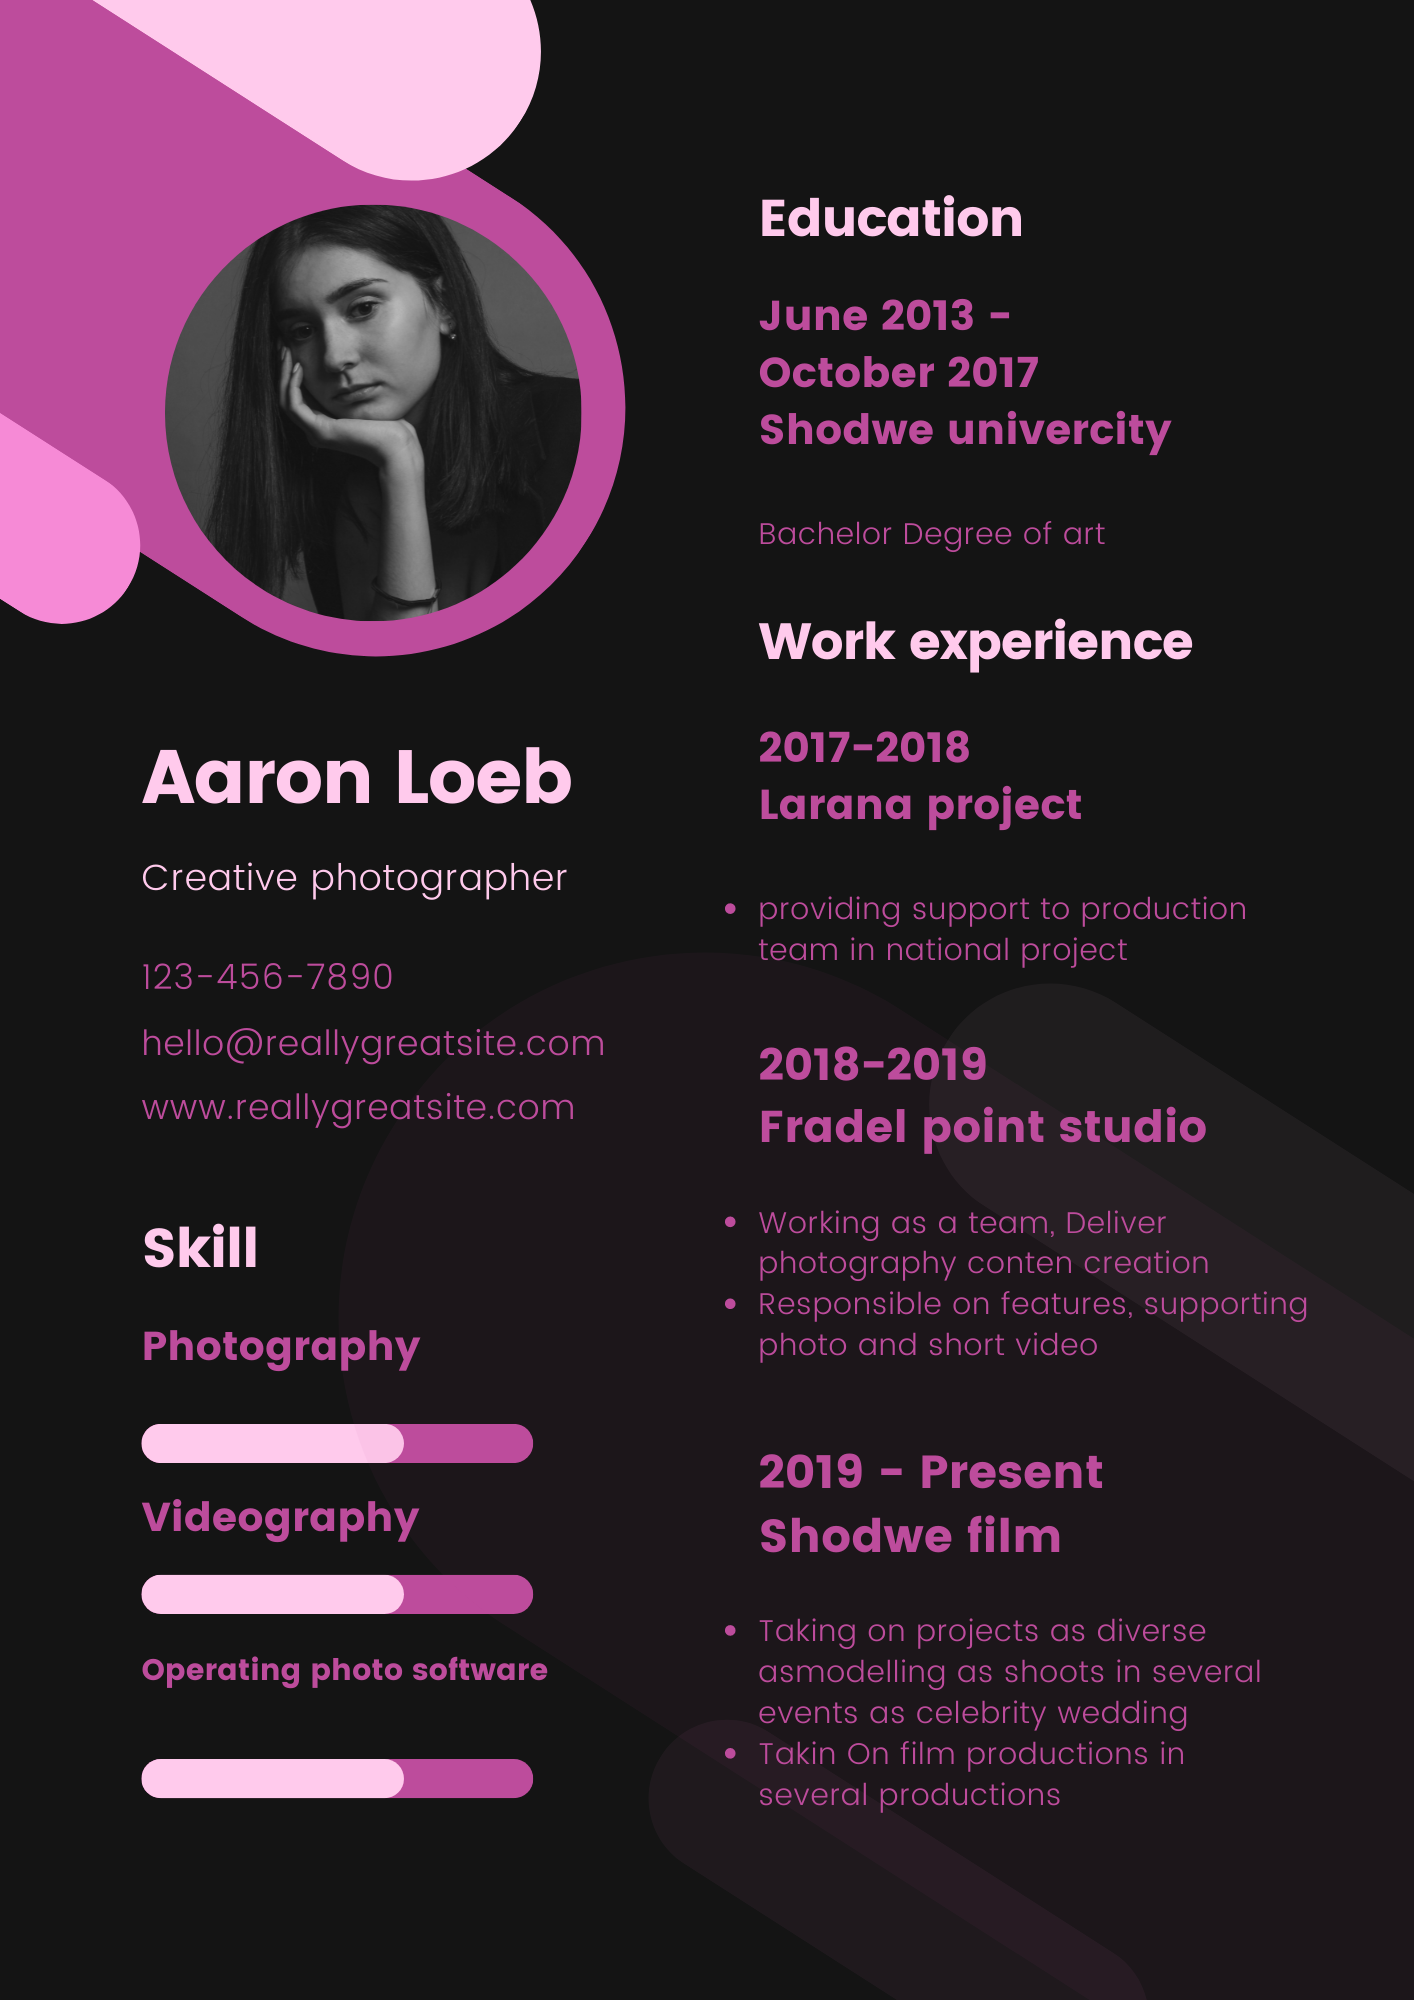 Aaron Loeb
Creative photographer
123-456-7890
hello@reallygreatsite.com
www.reallygreatsite.com
Skill
Photography
Videography
Operating photo software
Education
June 2013 -
October 2017
Shodwe univercity
Bachelor Degree of art
Work experience
2017-2018
Larana project
• providing support to production
team in national project
2018-2019
Fradel point studio
• Working as a team, Deliver
photography conten creation
• Responsible on features, supporting
photo and short video
2019 - Present
Shodwe film
• Taking on projects as diverse
asmodelling as shoots in several
events as celebrity wedding
• Takin On film productions in
several productions